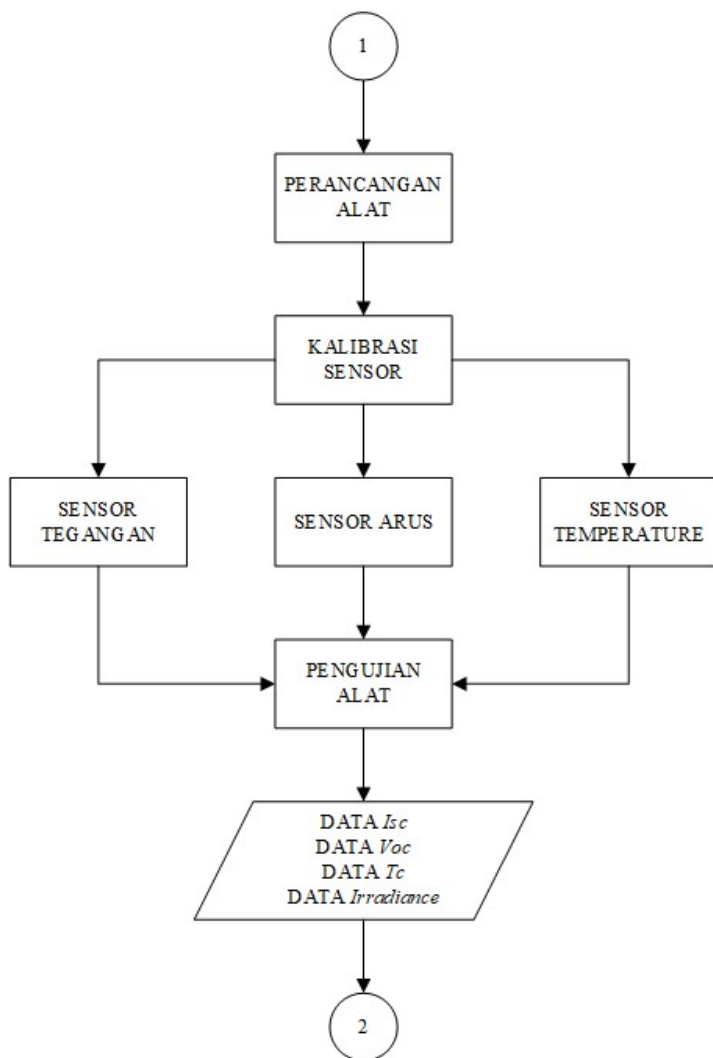 1
PERANCANGAN
ALAT
KALIBRASI
SENSOR
SENSOR
TEGANGAN
SENSOR ARUS
SENSOR
TEMPERATURE
PENGUJIAN
ALAT
DATA Isc
DATA Voc
DATA Tc
DATA Irradiance
2